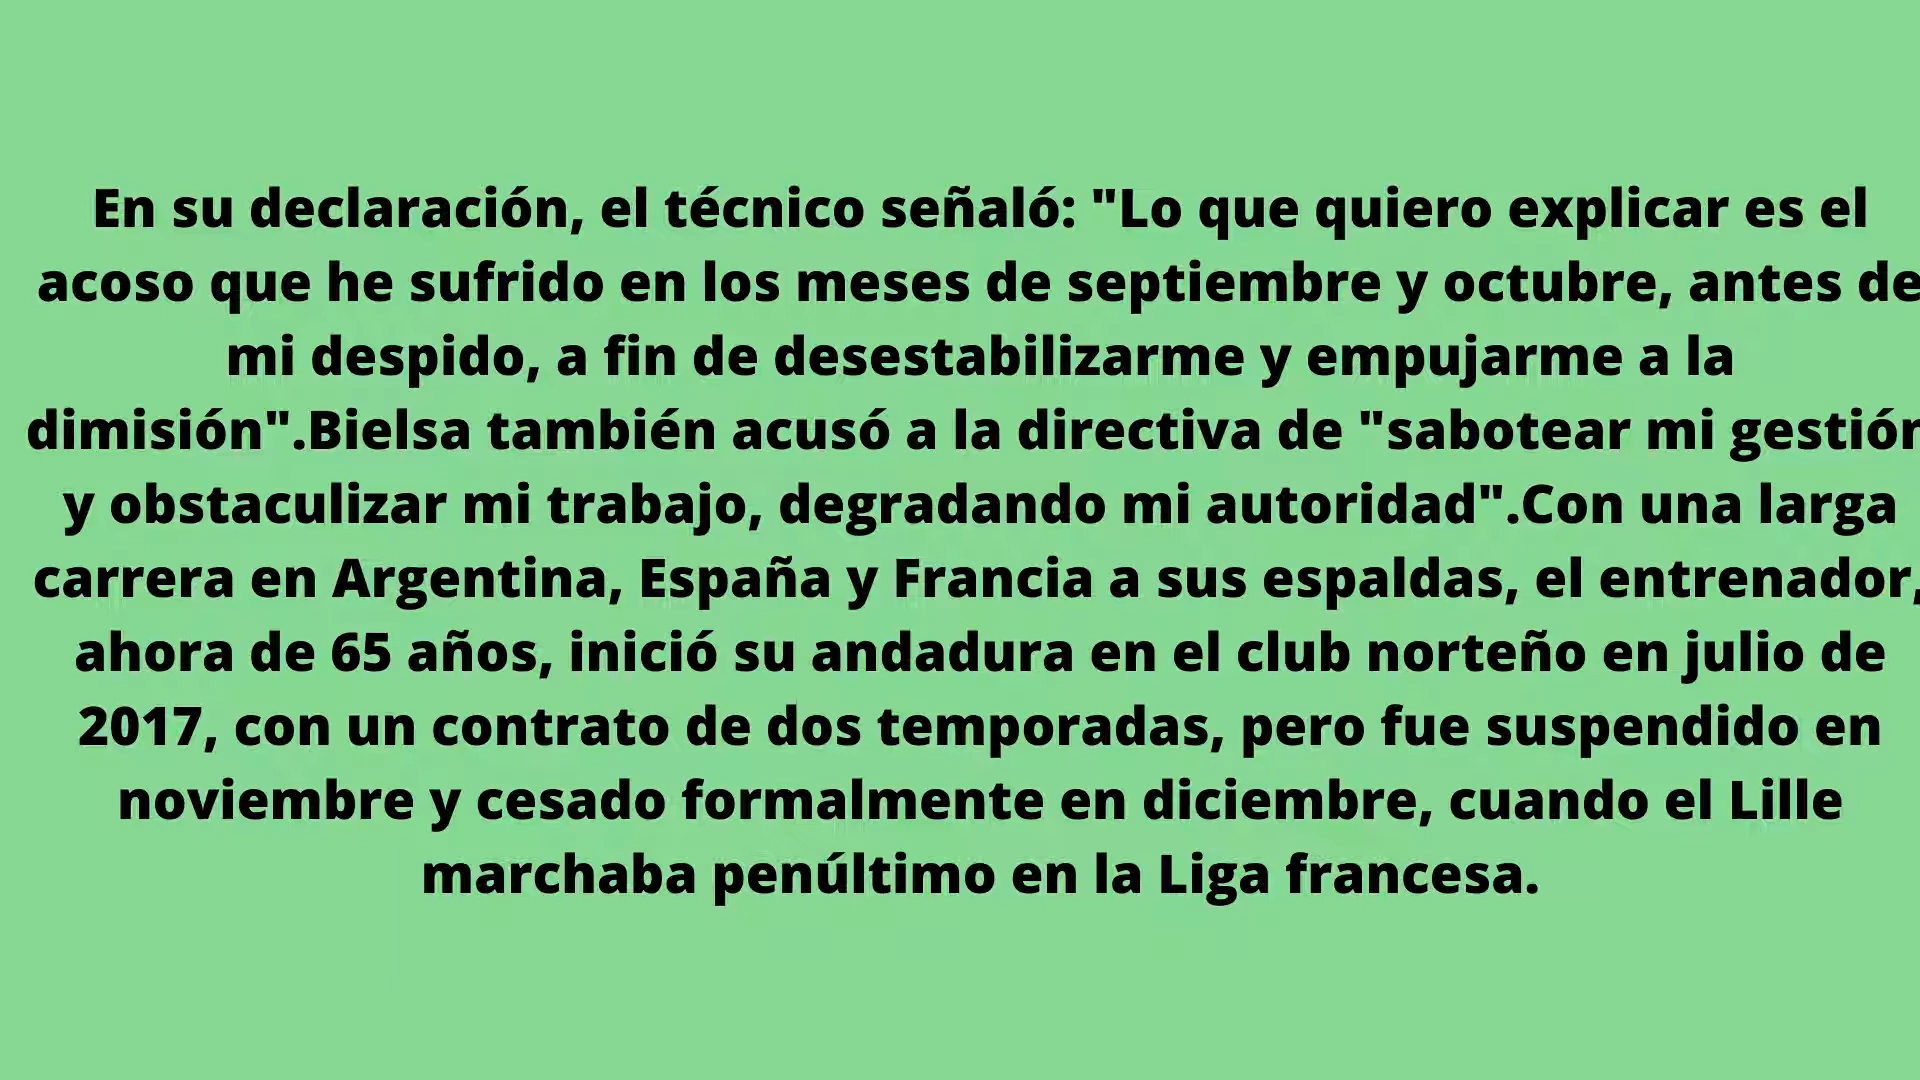 En su declaración, el técnico señaló: "Lo que quiero explicar es el
acoso que he sufrido en los meses de septiembre y octubre, antes de
mi despido, a fin de desestabilizarme y empujarme a la
dimisión".Bielsa también acusó a la directiva de "sabotear mi gestión
y obstaculizar mi trabajo, degradando mi autoridad".Con una larga
carrera en Argentina, España y Francia a sus espaldas, el entrenador,
ahora de 65 años, inició su andadura en el club norteño en julio de
2017, con un contrato de dos temporadas, pero fue suspendido en
noviembre y cesado formalmente en diciembre, cuando el Lille
marchaba penúltimo en la Liga francesa.